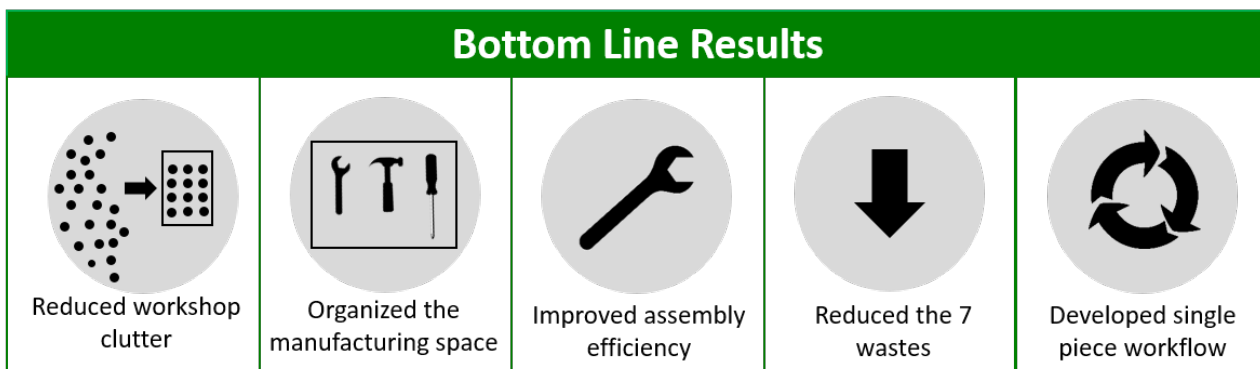 Bottom Line Results
Reduced workshop
clutter
Organized the
manufacturing space
Improved assembly
efficiency
Reduced the 7
wastes
Developed single
piece workflow